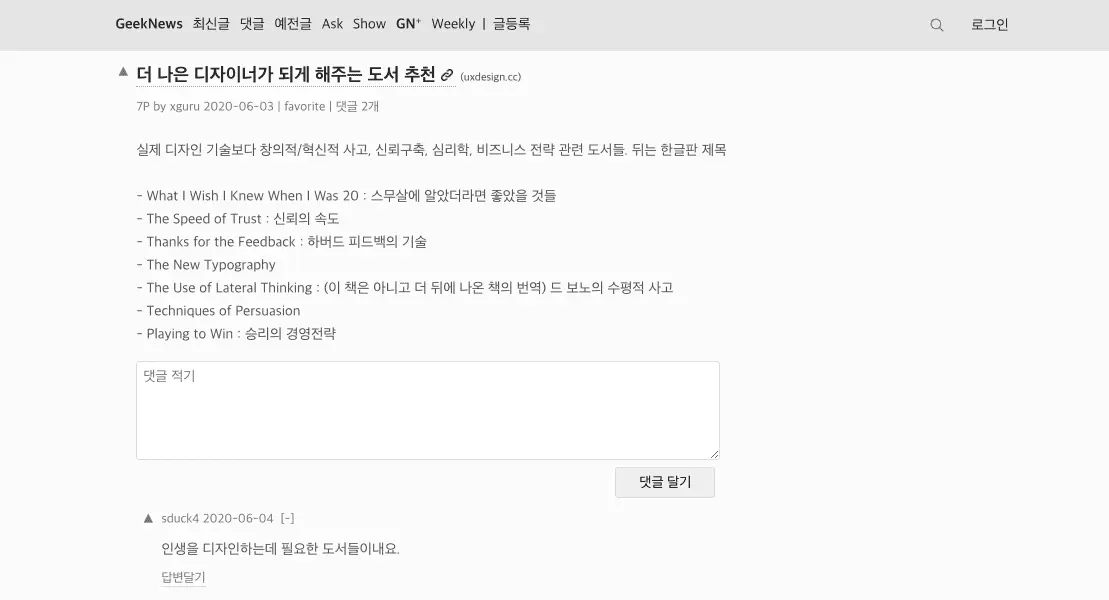 GeekNews 최신글 댓글 예전글 Ask Show GN+ Weekly | 글등록 로그인
▲ 더 나은 디자이너가 되게 해주는 도서 추천 (uxdesign.cc)
7P by xguru 2020-06-03 | favorite | 댓글 2개
실제 디자인 기술보다 창의적/혁신적 사고, 신뢰구축, 심리학, 비즈니스 전략 관련 도서들. 뒤는 한글판 제목
- What I Wish I Knew When I Was 20 : 스무살에 알았더라면 좋았을 것들
- The Speed of Trust : 신뢰의 속도
- Thanks for the Feedback : 하버드 피드백의 기술
- The New Typography
- The Use of Lateral Thinking : (이 책은 아니고 더 뒤에 나온 책의 번역) 드 보노의 수평적 사고
- Techniques of Persuasion
- Playing to Win : 승리의 경영전략
댓글 적기
댓글 달기
▲ sduck4 2020-06-04 [-]
인생을 디자인하는데 필요한 도서들이내요.
답변달기